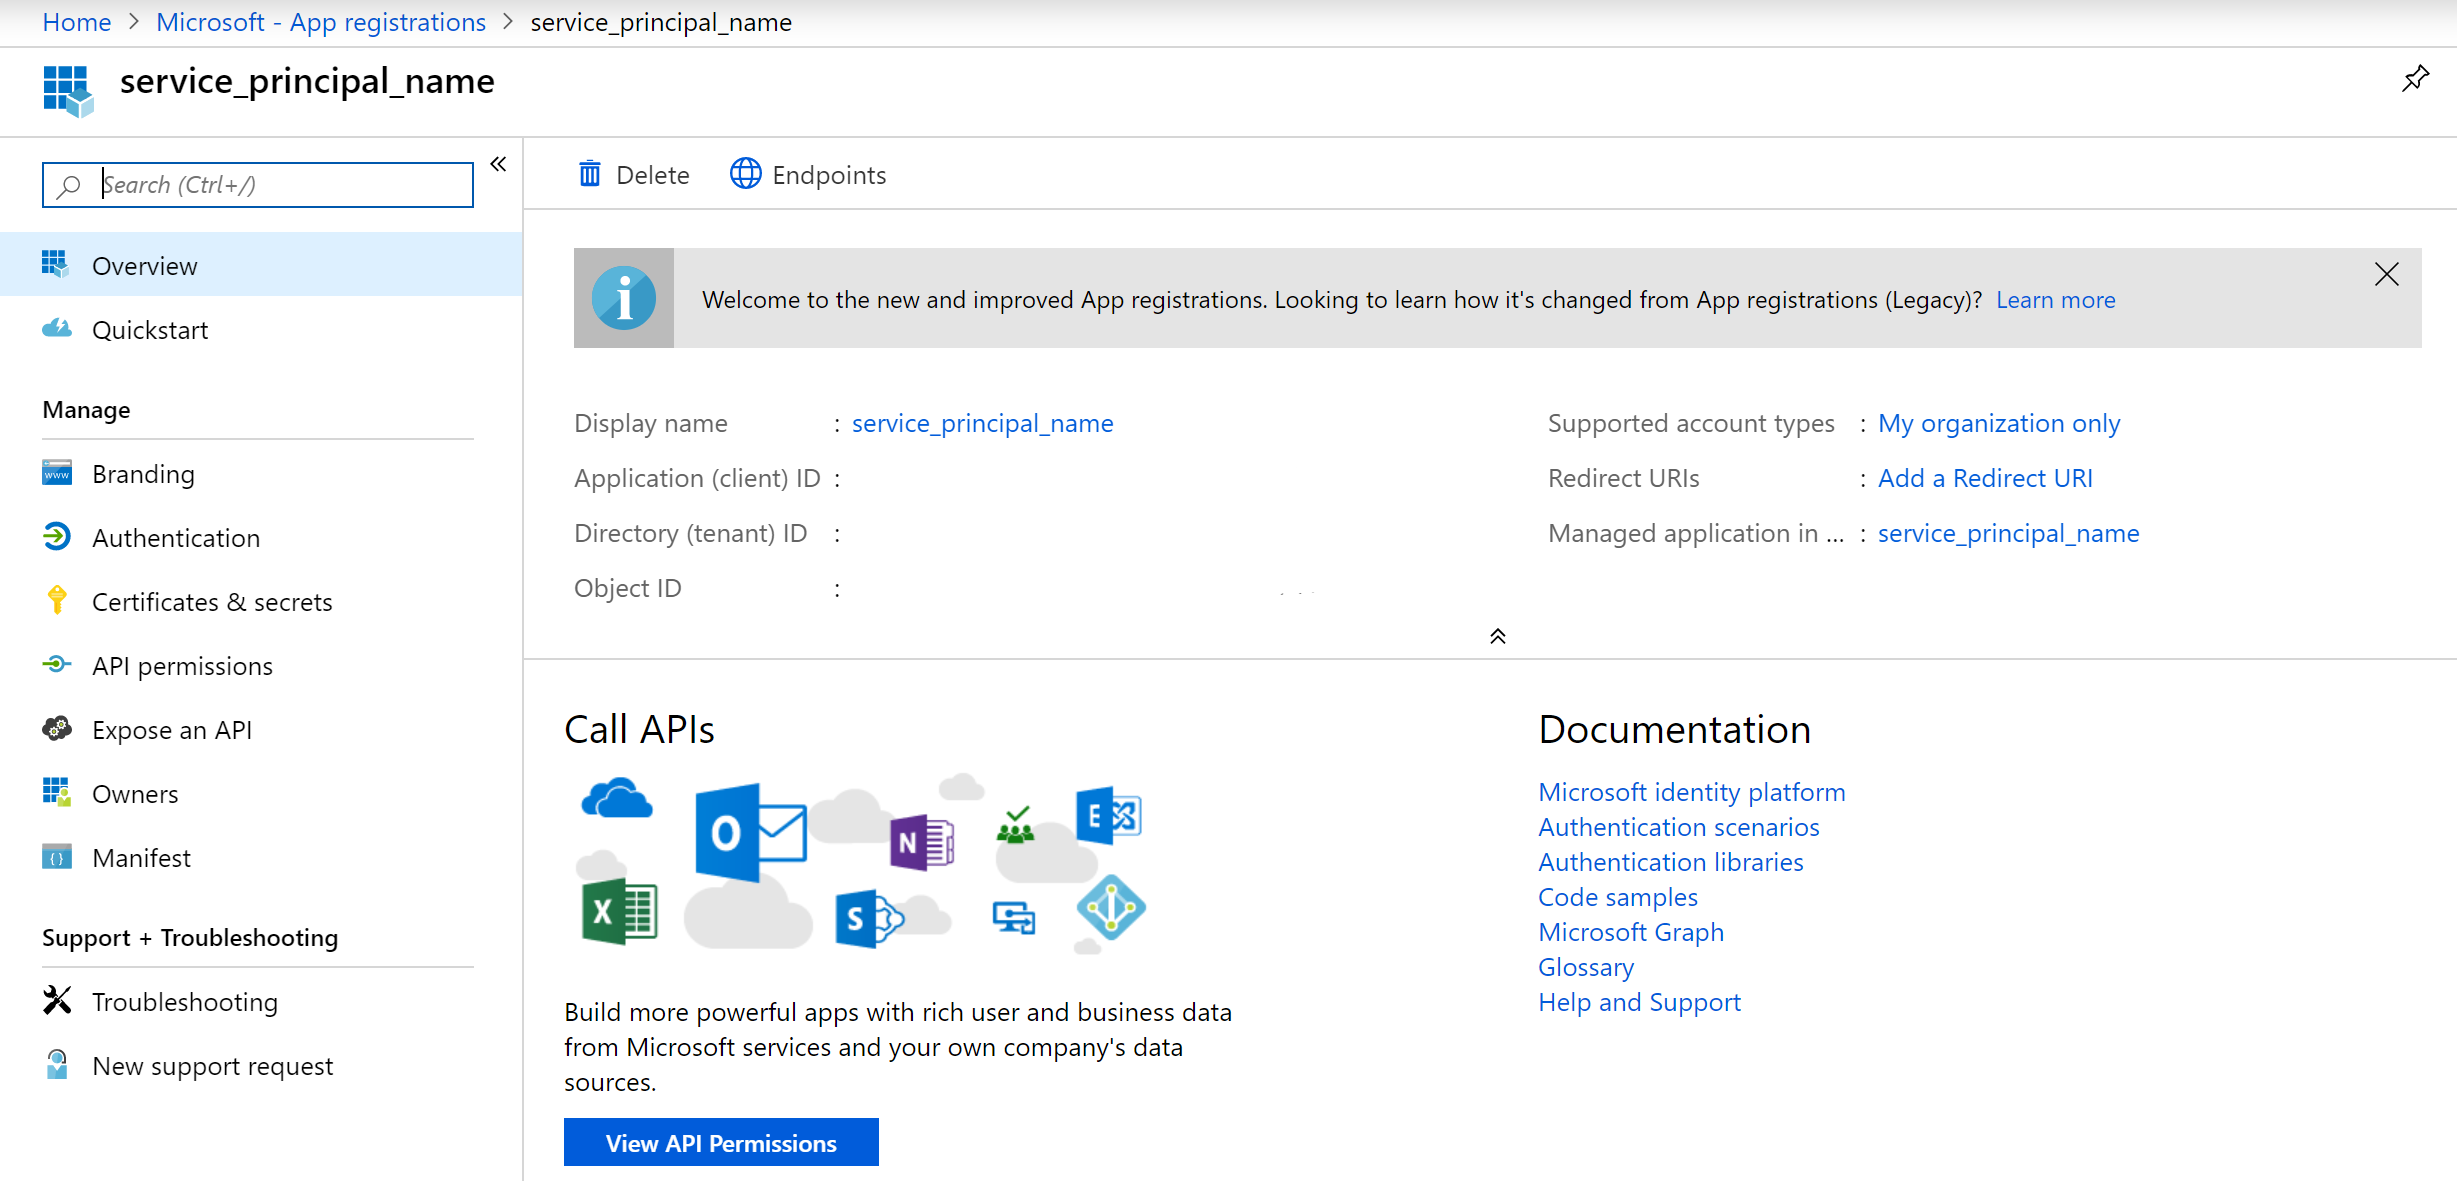 Home > Microsoft - App registrations > service_principal_name
service_principal_name
Search (Ctrl+/)
Overview
Quickstart
Manage
Branding
Authentication
Certificates & secrets
API permissions
Expose an API
Owners
Manifest
Support + Troubleshooting
Troubleshooting
New support request
Delete
Endpoints
Welcome to the new and improved App registrations. Looking to learn how it's changed from App registrations (Legacy)? Learn more
Display name : service_principal_name
Application (client) ID :
Directory (tenant) ID :
Object ID :
Supported account types : My organization only
Redirect URIs : Add a Redirect URI
Managed application in ... : service_principal_name
Call APIs
Build more powerful apps with rich user and business data
from Microsoft services and your own company's data
sources.
View API Permissions
Documentation
Microsoft identity platform
Authentication scenarios
Authentication libraries
Code samples
Microsoft Graph
Glossary
Help and Support